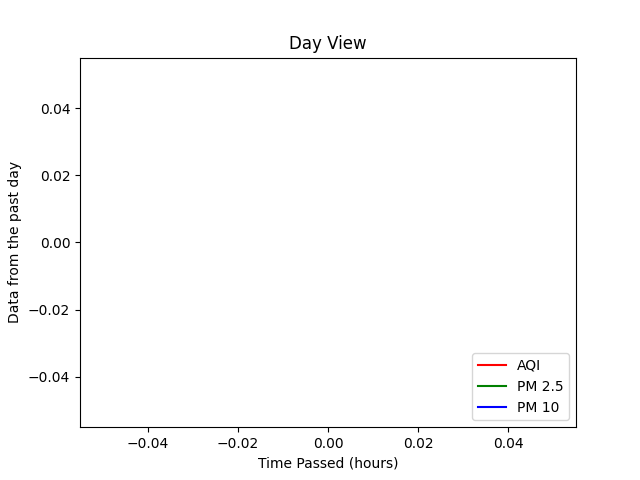 Day View
Data from the past day
0.04
0.02
0.00
−0.02
−0.04
AQI
PM 2.5
PM 10
−0.04
−0.02
0.00
0.02
0.04
Time Passed (hours)